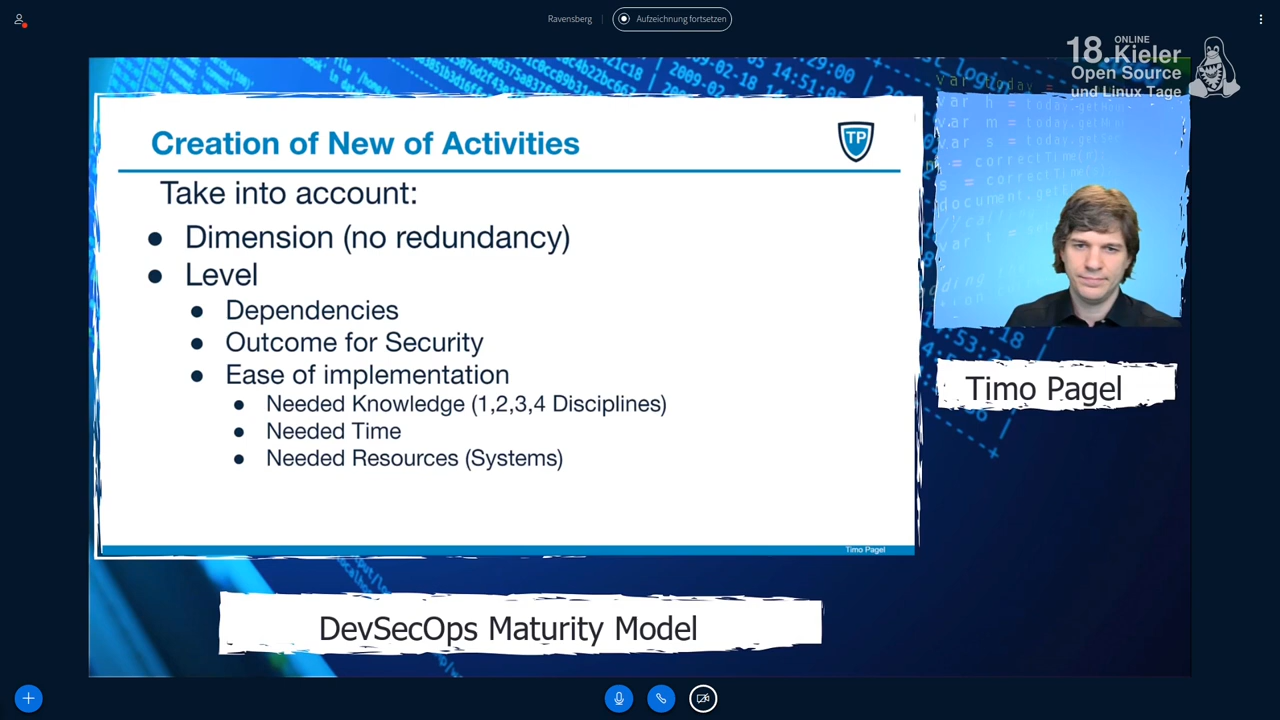 Ravensberg
Aufzeichnung fortsetzen
ONLINE
18. Kieler
Open Source
und Linux Tage
Creation of New of Activities
TP
Take into account:
● Dimension (no redundancy)
● Level
● Dependencies
● Outcome for Security
● Ease of implementation
● Needed Knowledge (1,2,3,4 Disciplines)
● Needed Time
● Needed Resources (Systems)
Timo Pagel
Timo Pagel
DevSecOps Maturity Model